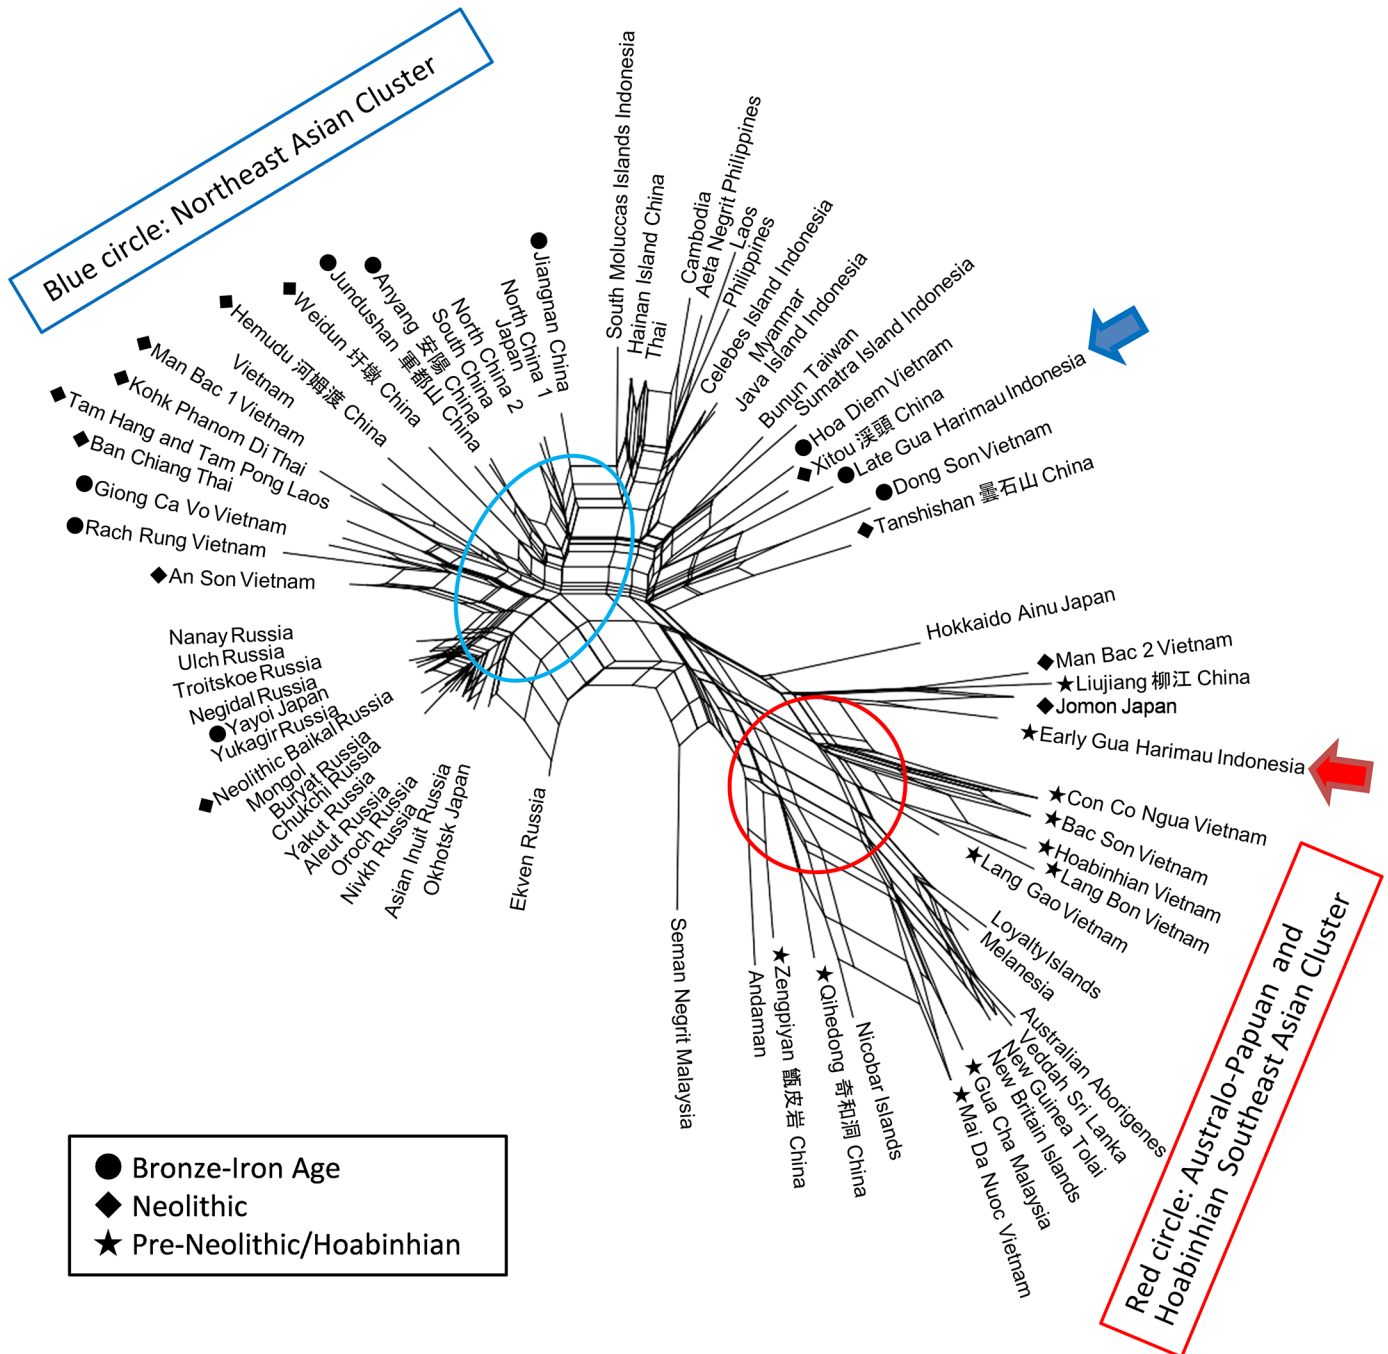 Blue circle: Northeast Asian Cluster
South Moluccas Islands Indonesia
Hainan Island China
Thai
Cambodia
Aeta Negrit Philippines
Laos
Philippines
Celebes Island Indonesia
Myanmar
Java Island Indonesia
Bunun Taiwan
Sumatra Island Indonesia
Hoa Diem Vietnam
Xitou 渓頭 China
Late Gua Harimau Indonesia
Dong Son Vietnam
Tanshishan 曇石山 China
Jiangnan China
North China 1
Japan
North China 2
South China
Anyang 安陽 China
Jundushan 軍都山 China
Weidun 圩墩 China
Hemudu 河姆渡 China
Vietnam
Man Bac 1 Vietnam
Kohk Phanom Di Thai
Tam Hang and Tam Pong Laos
Ban Chiang Thai
Giong Ca Vo Vietnam
Rach Rung Vietnam
An Son Vietnam
Nanay Russia
Ulch Russia
Troitskoe Russia
Negidal Russia
Yayoi Japan
Yukagir Russia
Neolithic Baikal Russia
Mongol
Buryat Russia
Chukchi Russia
Yakut Russia
Aleut Russia
Oroch Russia
Nivkh Russia
Asian Inuit Russia
Okhotsk Japan
Ekven Russia
Hokkaido Ainu Japan
Man Bac 2 Vietnam
Liujiang 柳江 China
Jomon Japan
Early Gua Harimau Indonesia
Con Co Ngua Vietnam
Bac Son Vietnam
Hoabinhian Vietnam
Lang Bon Vietnam
Lang Gao Vietnam
Loyalty Islands
Melanesia
Australian Aborigenes
Veddah Sri Lanka
New Guinea Tolai
New Britain Islands
Gua Cha Malaysia
Mai Da Nuoc Vietnam
Nicobar Islands
Qihedong 奇和洞 China
Zengpiyan 甑皮岩 China
Andaman
Seman Negrit Malaysia
Red circle: Australo-Papuan and
Hoabinhian Southeast Asian Cluster
Bronze-Iron Age
Neolithic
Pre-Neolithic/Hoabinhian